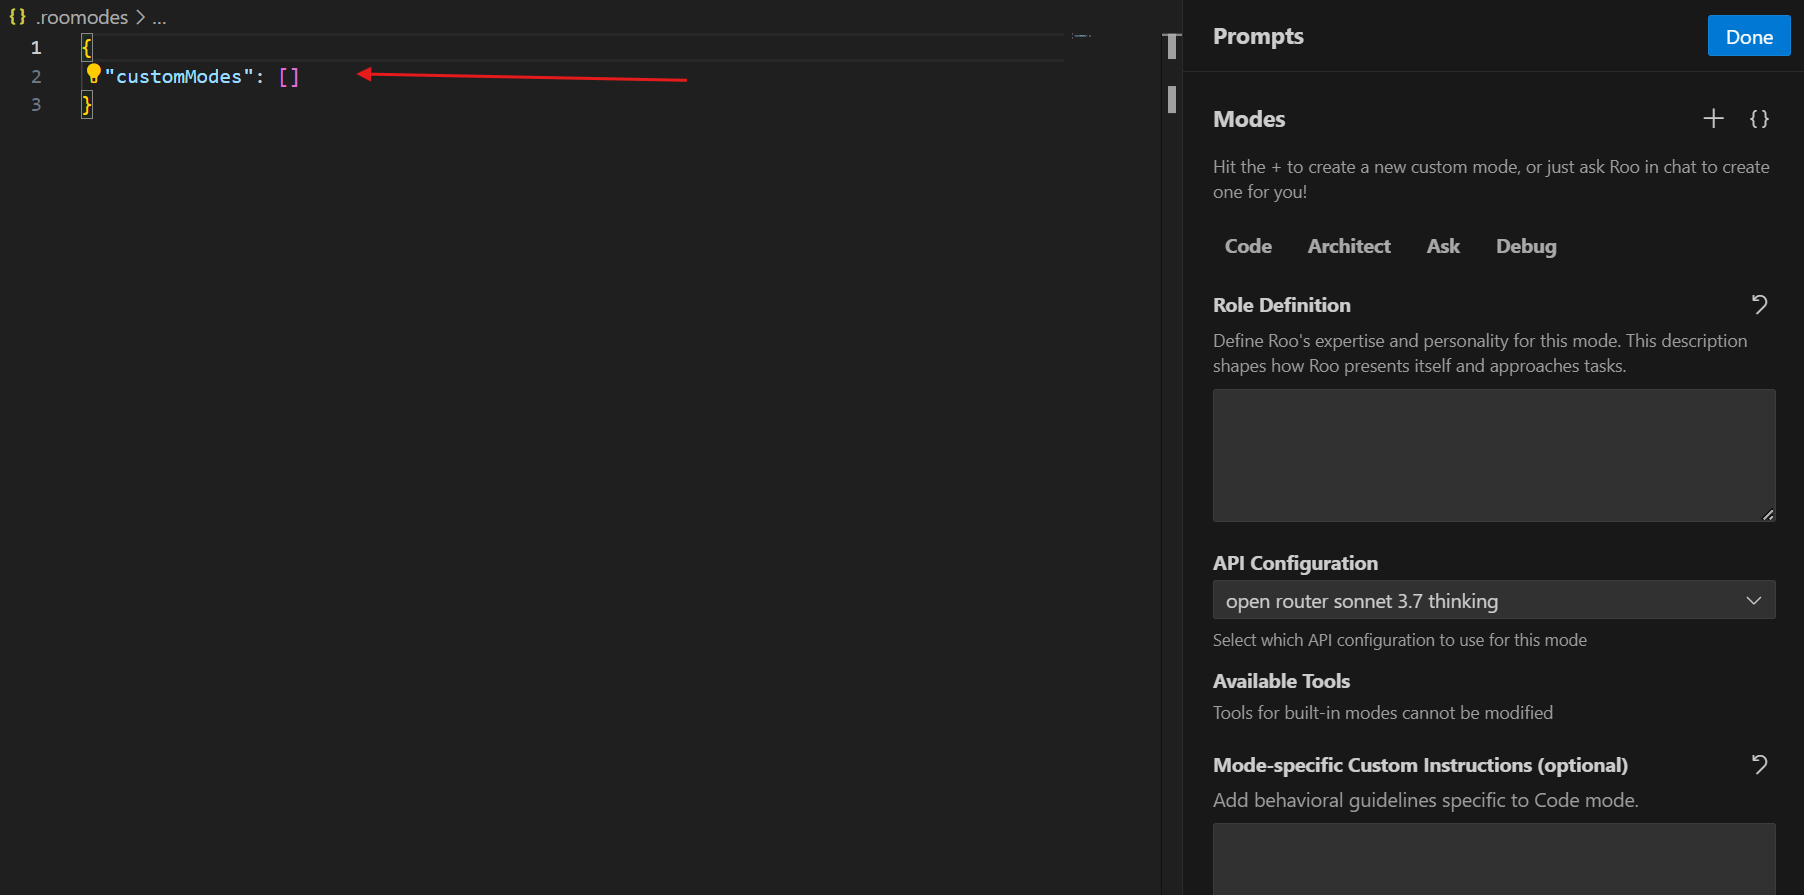 {} .roomodes > ...
1 {
2 "customModes": []
3 }
Prompts
Done
Modes
+ {}
Hit the + to create a new custom mode, or just ask Roo in chat to create
one for you!
Code Architect Ask Debug
Role Definition
Define Roo's expertise and personality for this mode. This description
shapes how Roo presents itself and approaches tasks.
API Configuration
open router sonnet 3.7 thinking
Select which API configuration to use for this mode
Available Tools
Tools for built-in modes cannot be modified
Mode-specific Custom Instructions (optional)
Add behavioral guidelines specific to Code mode.